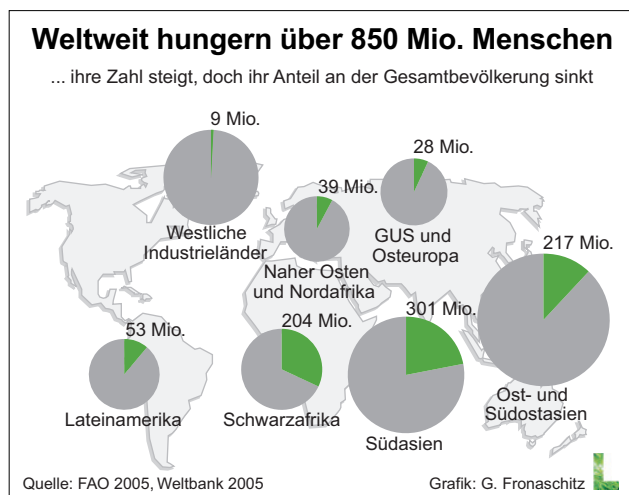 Weltweit hungern über 850 Mio. Menschen
... ihre Zahl steigt, doch ihr Anteil an der Gesamtbevölkerung sinkt
9 Mio.
Westliche
Industrieländer
39 Mio.
Naher Osten
und Nordafrika
28 Mio.
GUS und
Osteuropa
217 Mio.
Ost- und
Südostasien
53 Mio.
Lateinamerika
204 Mio.
Schwarzafrika
301 Mio.
Südasien
Quelle: FAO 2005, Weltbank 2005
Grafik: G. Fronaschitz
L